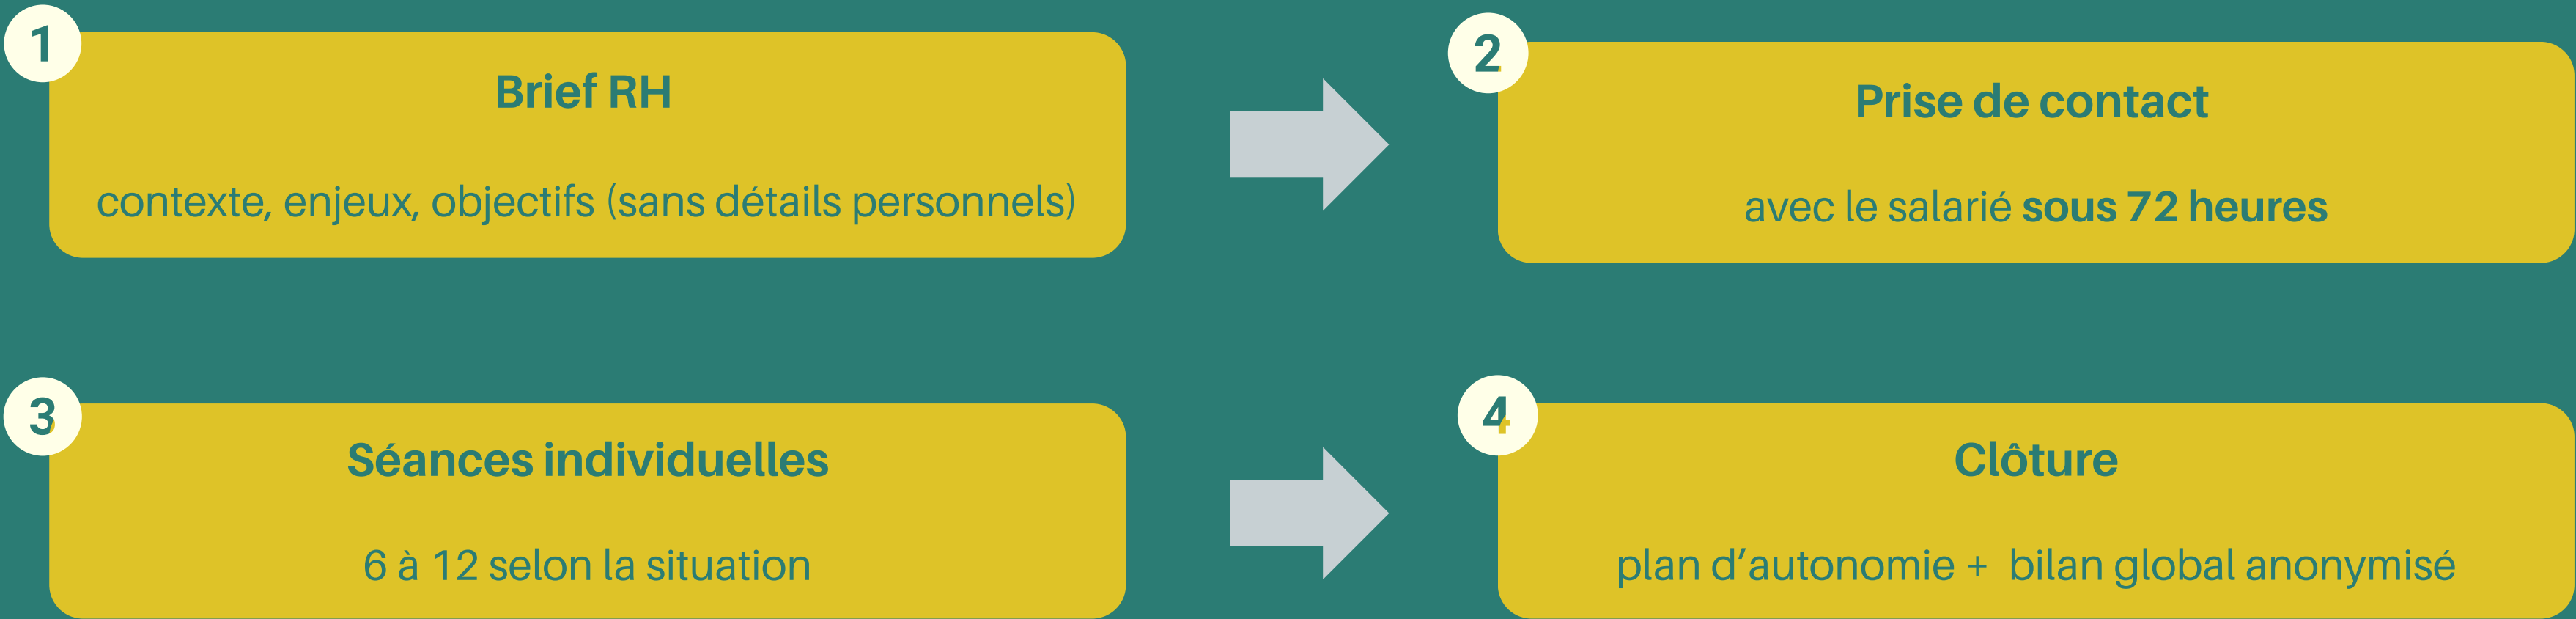 1
Brief RH
contexte, enjeux, objectifs (sans détails personnels)
2
Prise de contact
avec le salarié sous 72 heures
3
Séances individuelles
6 à 12 selon la situation
4
Clôture
plan d’autonomie + bilan global anonymisé